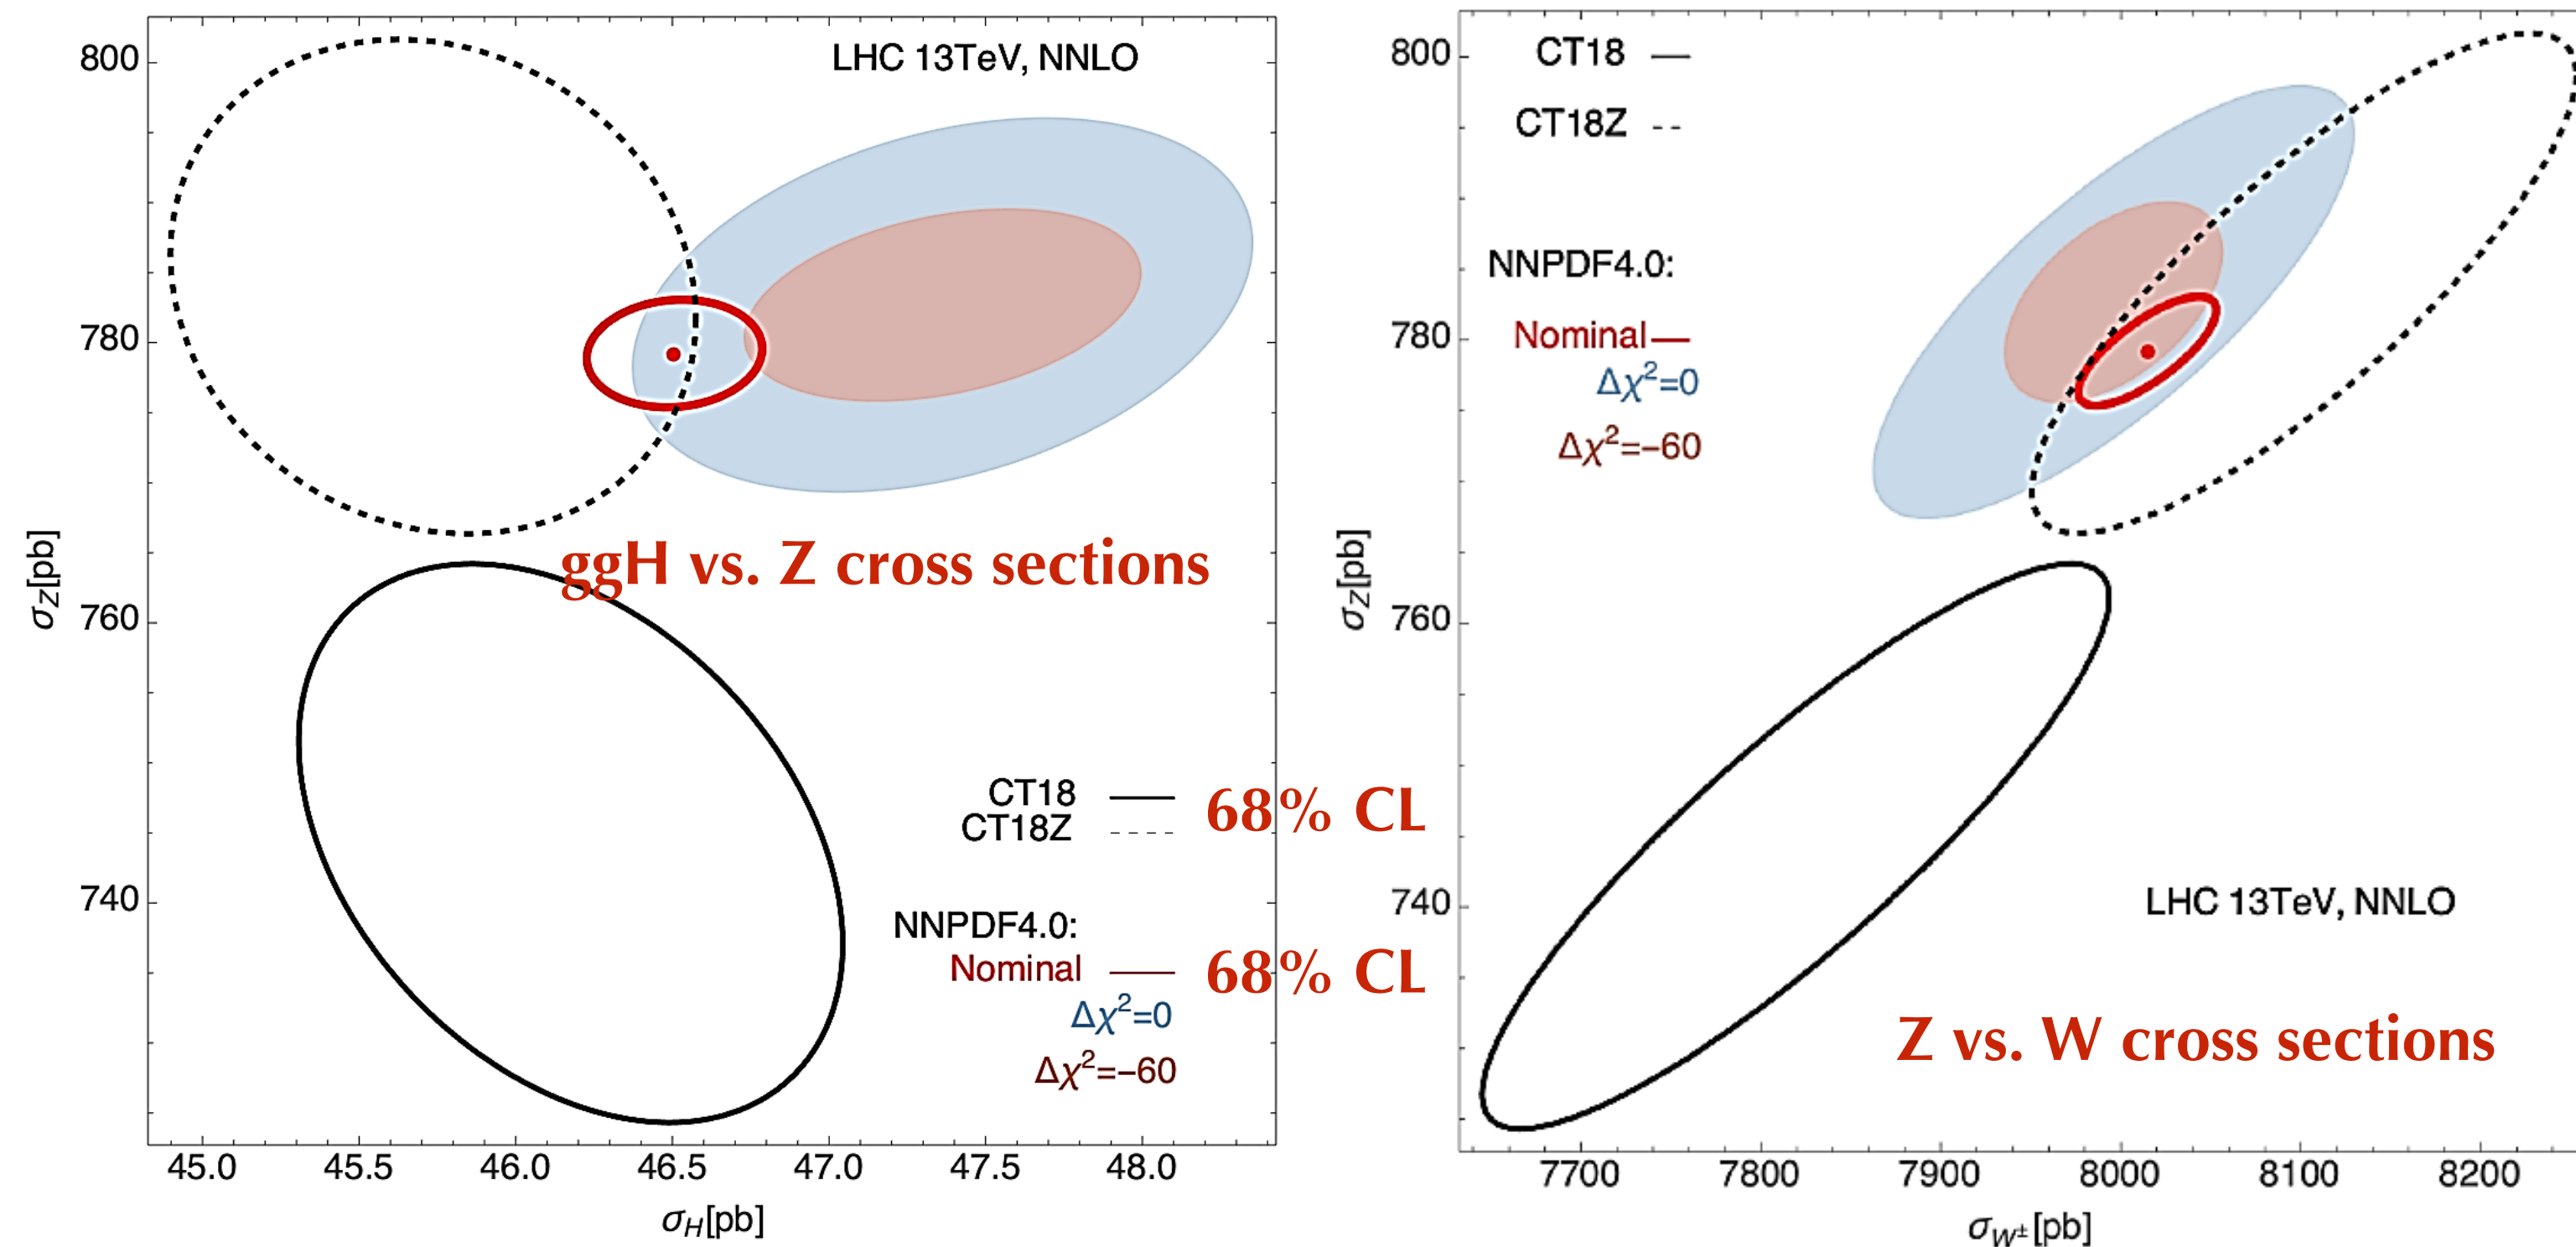 LHC 13TeV, NNLO
800
780
760
740
σZ[pb]
ggH vs. Z cross sections
CT18
CT18Z
68% CL
NNPDF4.0:
Nominal
68% CL
Δχ²=0
Δχ²=−60
45.0 45.5 46.0 46.5 47.0 47.5 48.0
σH[pb]
800
780
760
740
σZ[pb]
CT18
CT18Z
NNPDF4.0:
Nominal
Δχ²=0
Δχ²=−60
LHC 13TeV, NNLO
Z vs. W cross sections
7700 7800 7900 8000 8100 8200
σW±[pb]